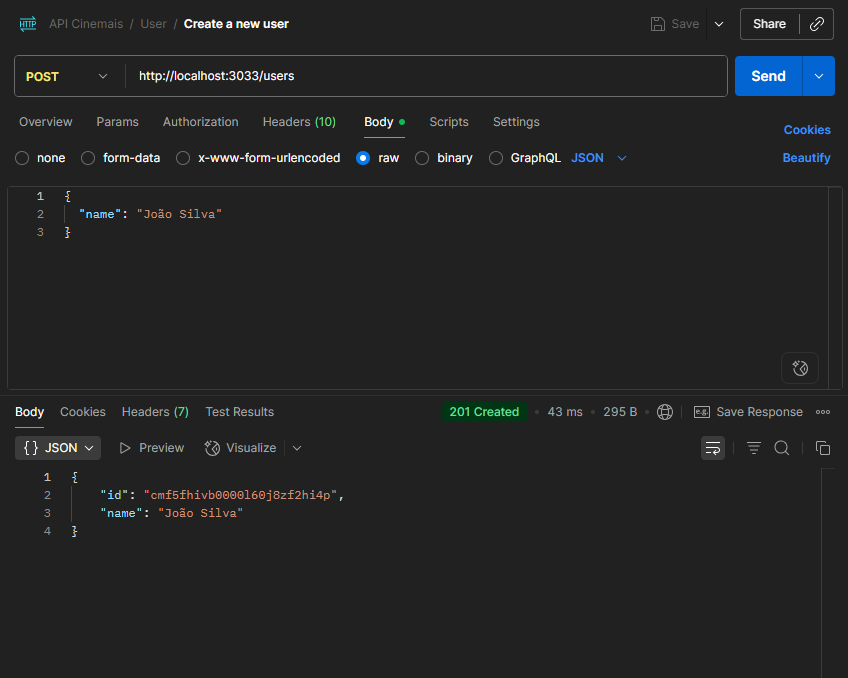 HTTP API Cinemais / User / Create a new user Save Share
POST http://localhost:3033/users Send
Overview Params Authorization Headers (10) Body Scripts Settings Cookies
none form-data x-www-form-urlencoded raw binary GraphQL JSON Beautify
1 {
2 "name": "João Silva"
3 }
Body Cookies Headers (7) Test Results 201 Created • 43 ms • 295 B • e.g. Save Response
{} JSON Preview Visualize
1 {
2 "id": "cmf5fhivb0000l60j8zf2hi4p",
3 "name": "João Silva"
4 }